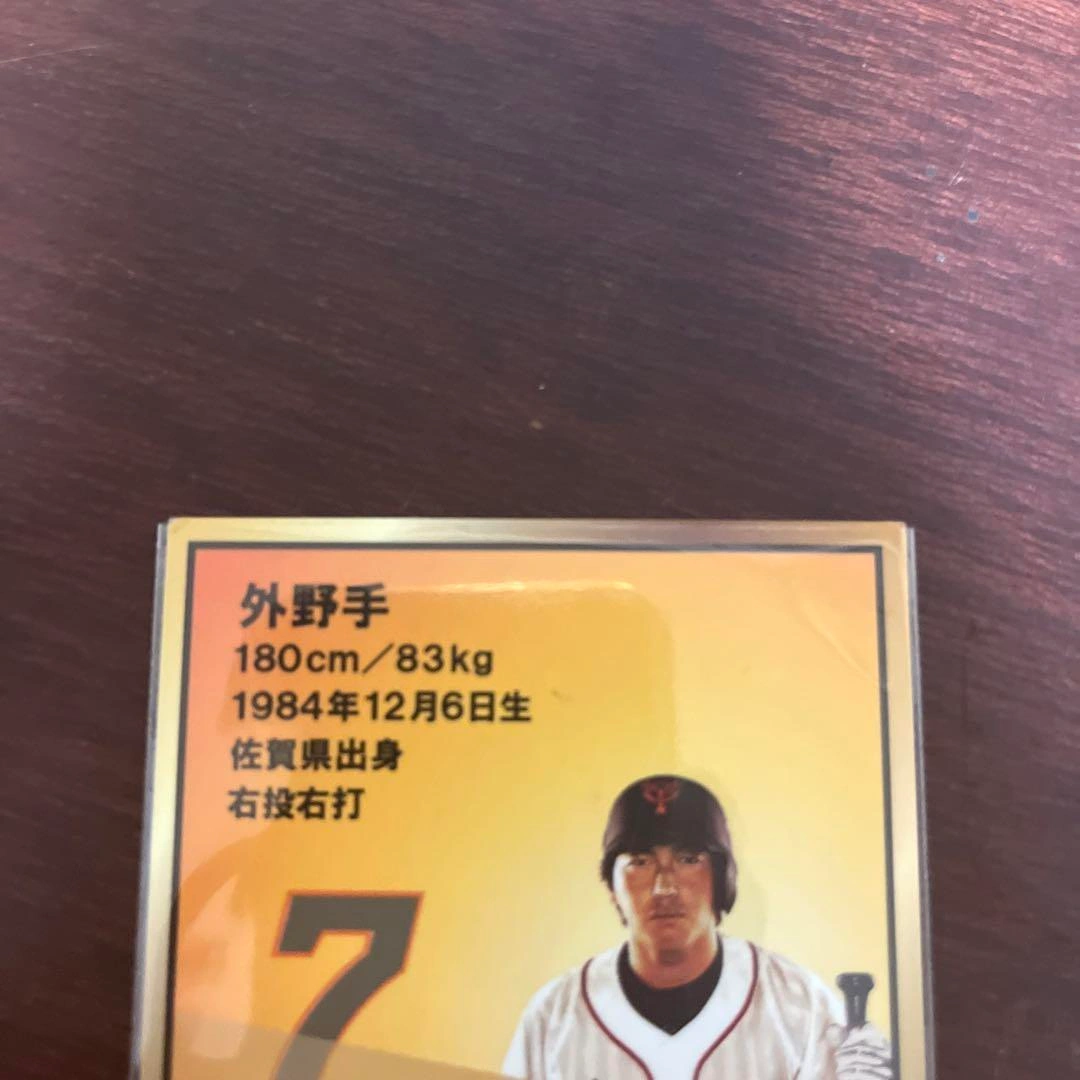 外野手
180cm／83kg
1984年12月6日生
佐賀県出身
右投右打
7